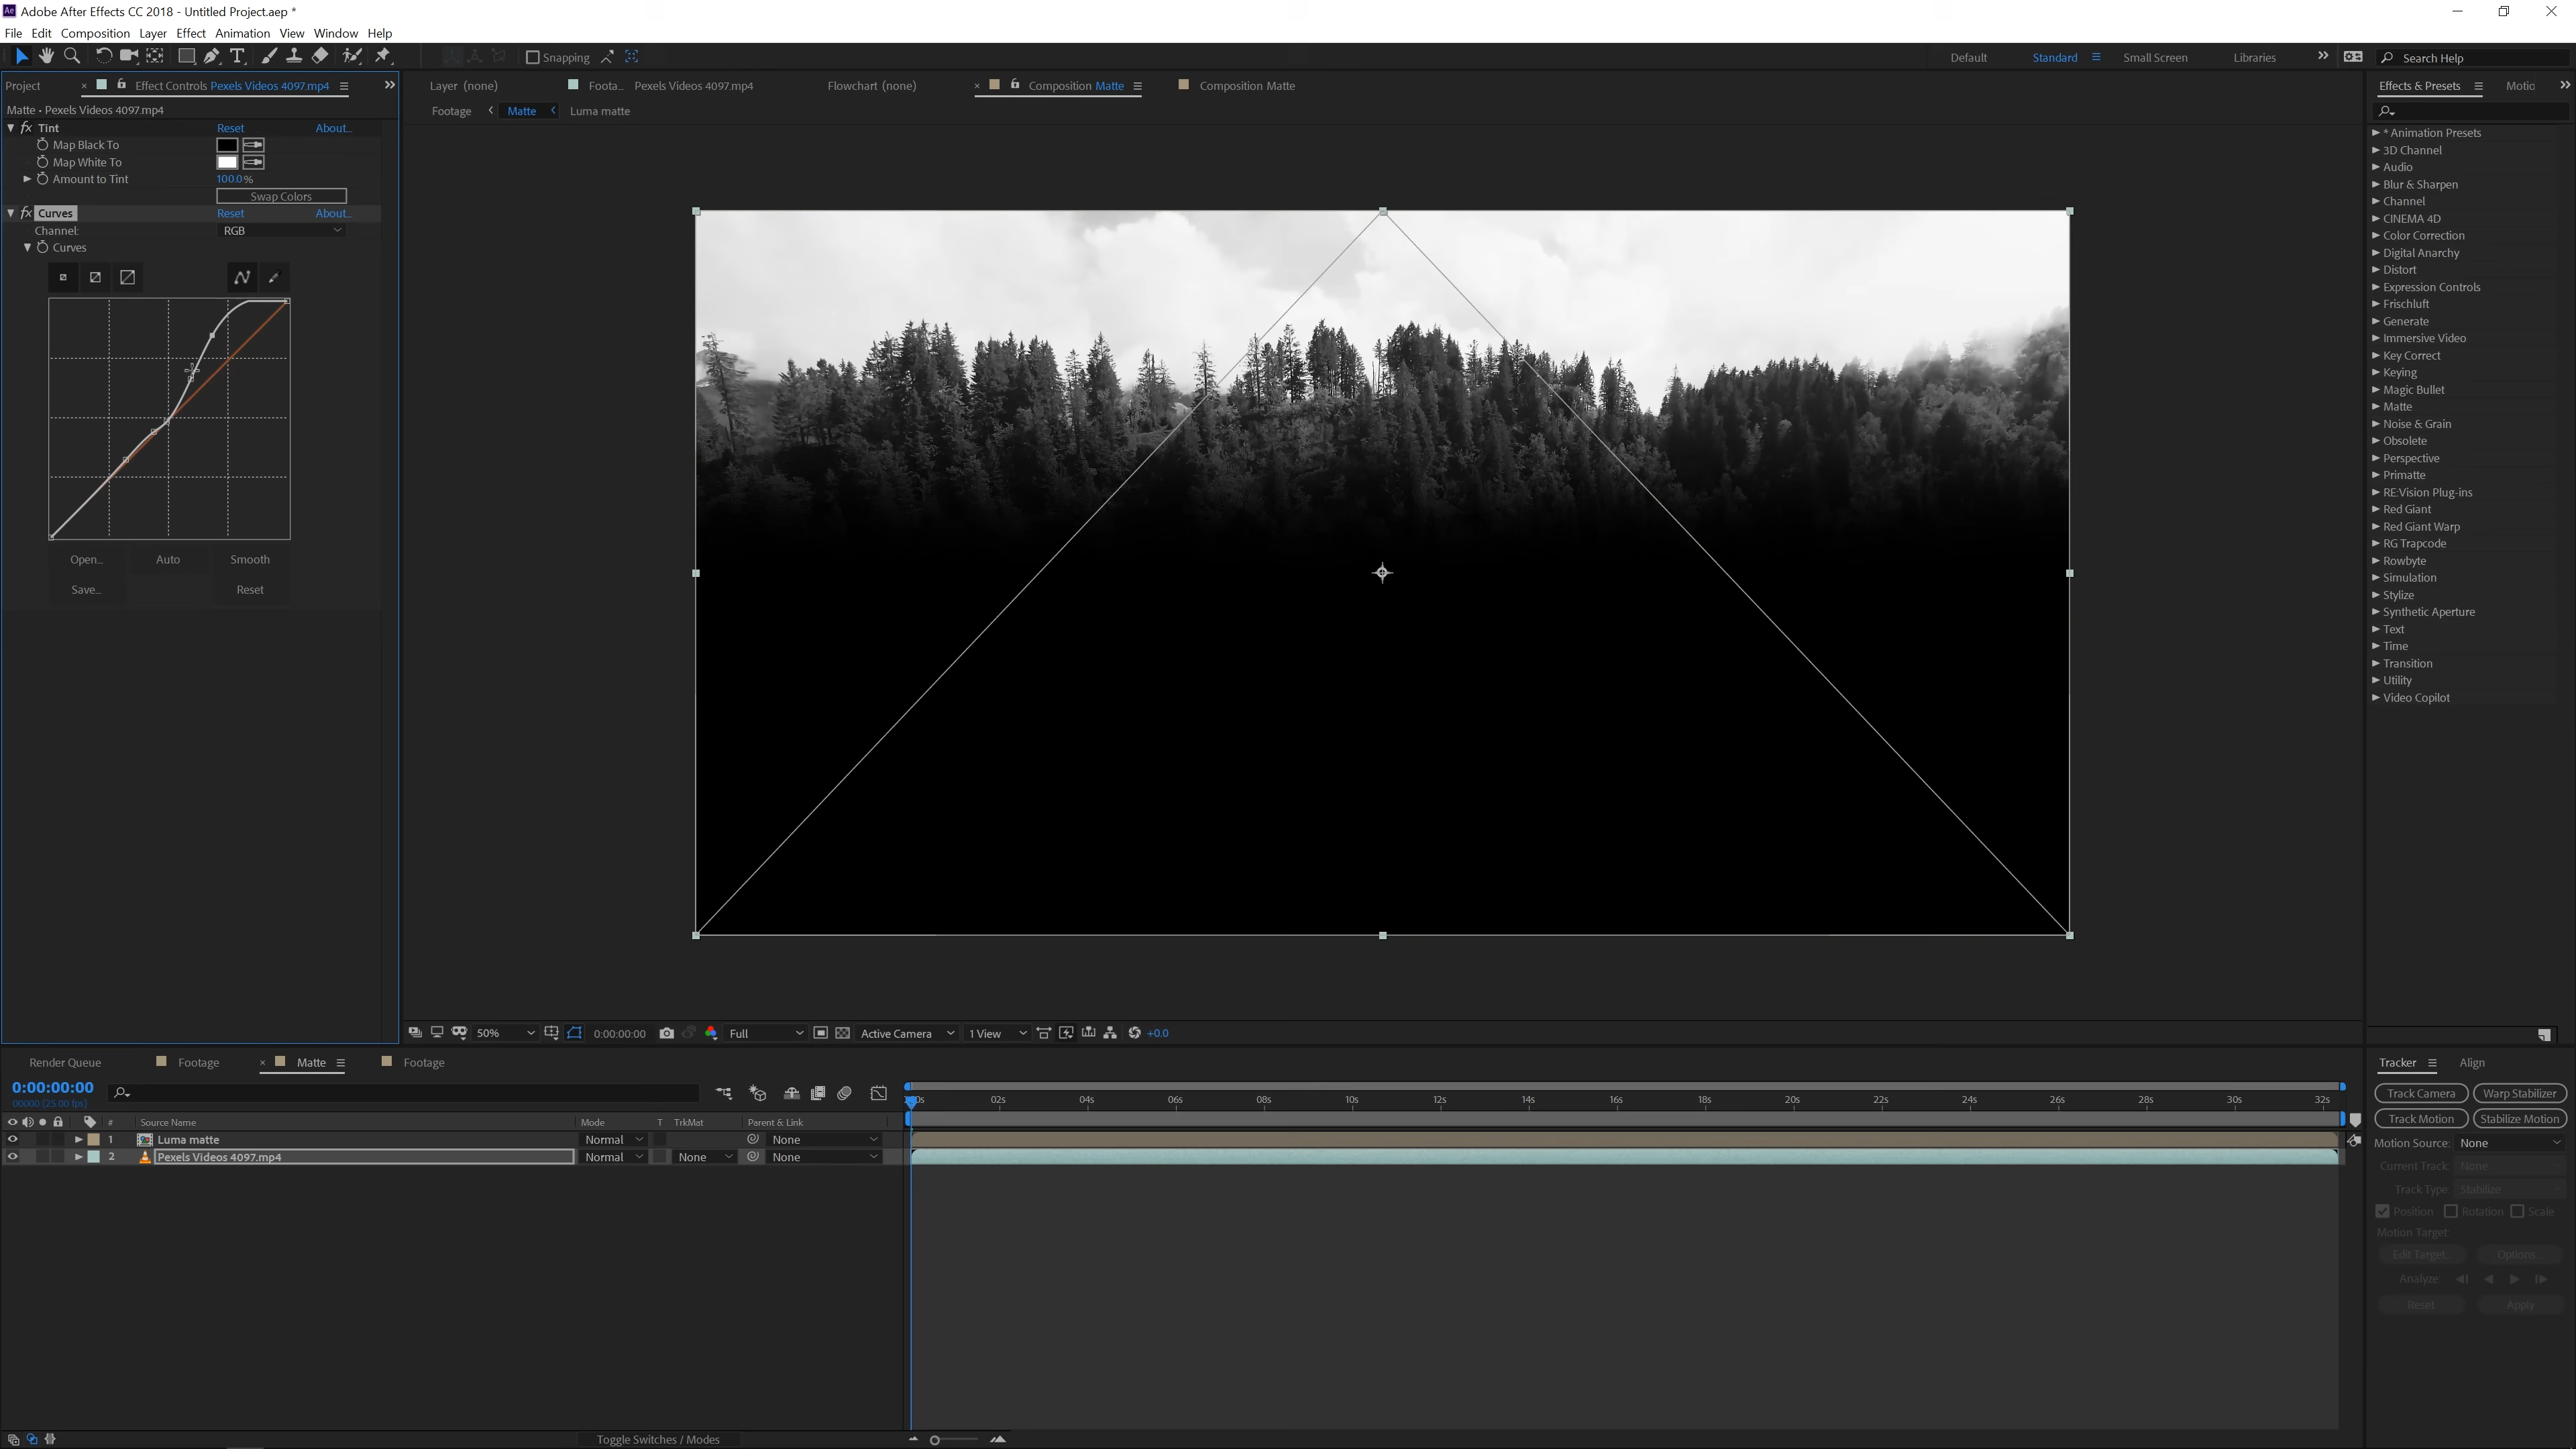 Adobe After Effects CC 2018 - Untitled Project.aep *
File Edit Composition Layer Effect Animation View Window Help
Snapping
Default Standard Small Screen Libraries Search Help
Project Effect Controls Pexels Videos 4097.mp4
Layer (none) Foota... Pexels Videos 4097.mp4 Flowchart (none) Composition Matte Composition Matte
Effects & Presets Motio
Matte • Pexels Videos 4097.mp4
Footage Matte Luma matte
fx Tint Reset About...
Map Black To
Map White To
Amount to Tint 100.0%
Swap Colors
fx Curves Reset About...
Channel: RGB
Curves
Open... Auto Smooth
Save... Reset
* Animation Presets
3D Channel
Audio
Blur & Sharpen
Channel
CINEMA 4D
Color Correction
Digital Anarchy
Distort
Expression Controls
Frischluft
Generate
Immersive Video
Key Correct
Keying
Magic Bullet
Matte
Noise & Grain
Obsolete
Perspective
Primatte
RE:Vision Plug-ins
Red Giant
Red Giant Warp
RG Trapcode
Rowbyte
Simulation
Stylize
Synthetic Aperture
Text
Time
Transition
Utility
Video Copilot
50% 0:00:00:00 Full Active Camera 1 View +0.0
Render Queue Footage Matte Footage
0:00:00:00
00000 (25.00 fps)
02s 04s 06s 08s 10s 12s 14s 16s 18s 20s 22s 24s 26s 28s 30s 32s
# Source Name Mode T TrkMat Parent & Link
1 Luma matte Normal None
2 Pexels Videos 4097.mp4 Normal None None
Toggle Switches / Modes
Tracker Align
Track Camera Warp Stabilizer
Track Motion Stabilize Motion
Motion Source: None
Current Track: None
Track Type: Stabilize
Position Rotation Scale
Motion Target:
Edit Target... Options...
Analyze:
Reset Apply